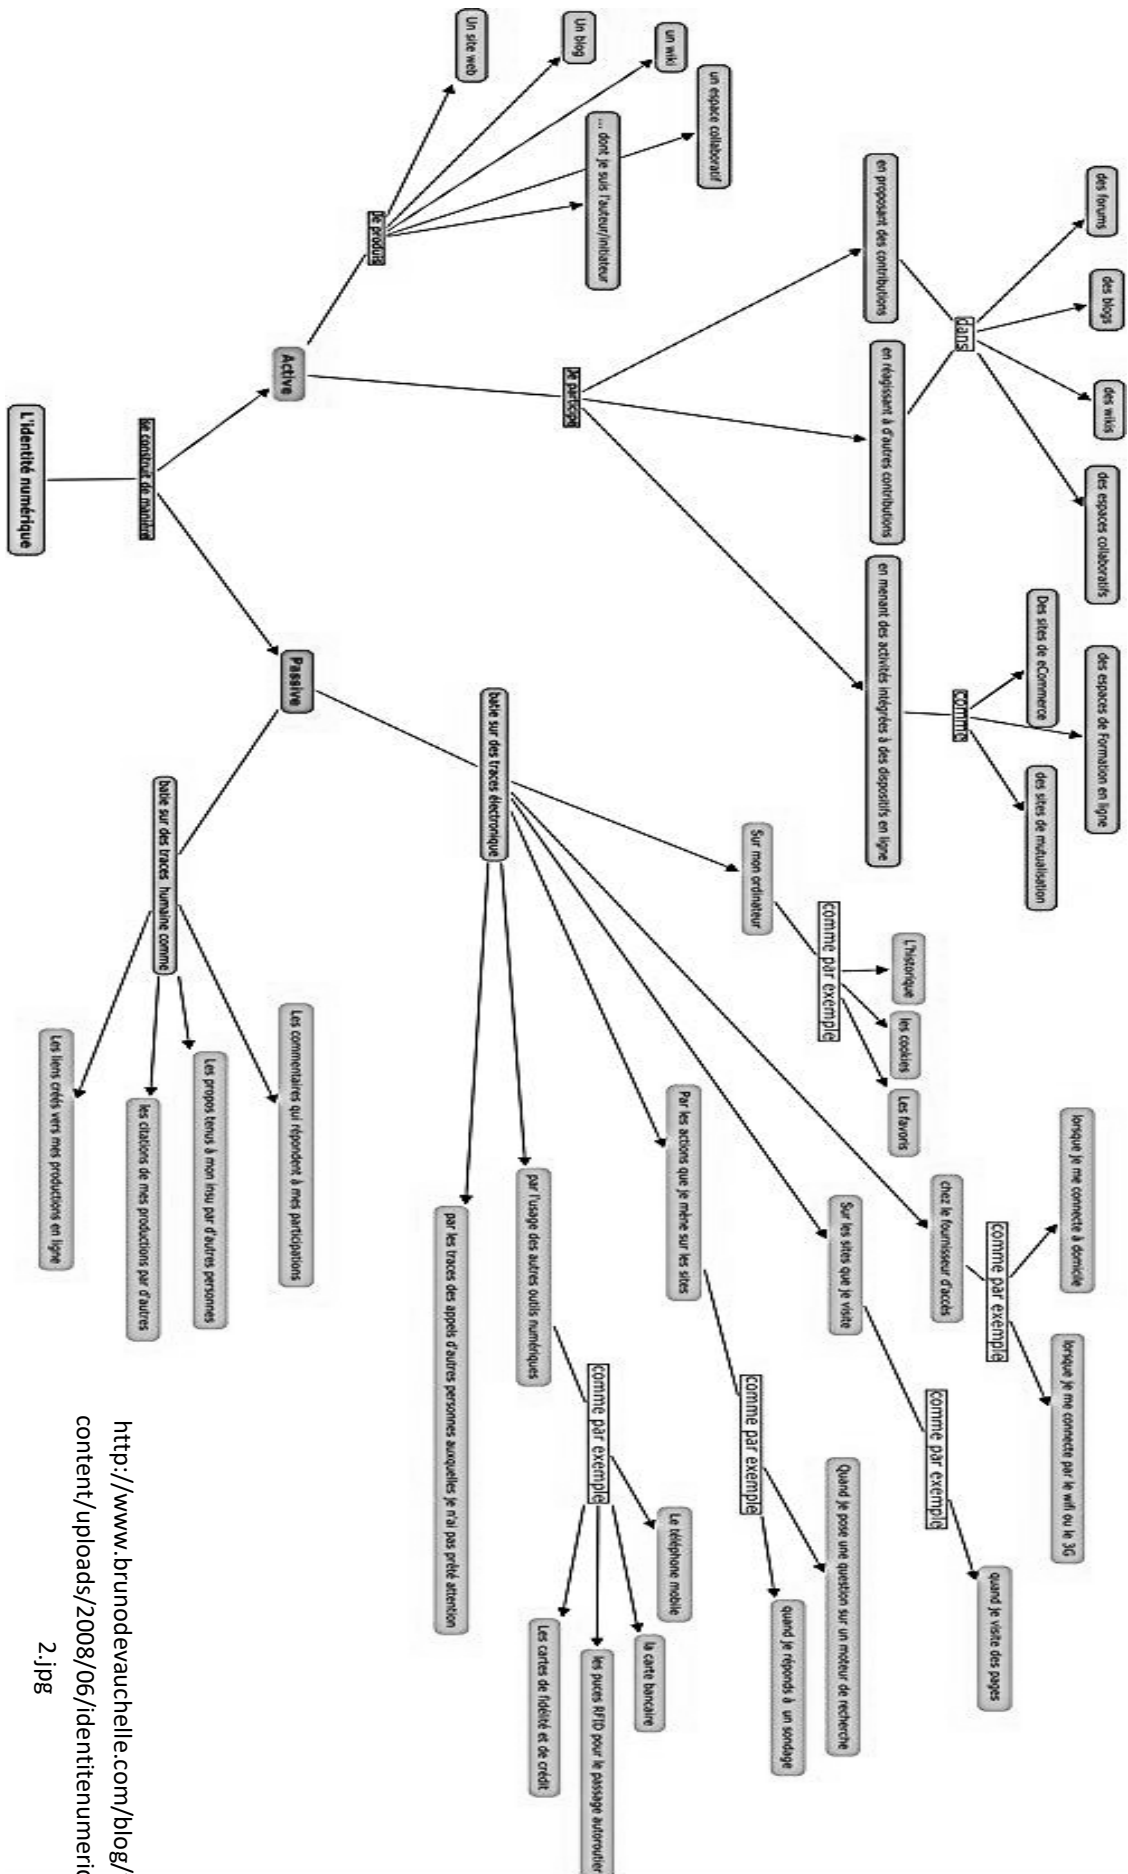 L'identité numérique
se construit de manière
Active
Je produis
Un site web
Un blog
un wiki
un espace collaboratif
... dont je suis l'auteur/initiateur
Je participe
en proposant des contributions
en réagissant à d'autres contributions
dans
des forums
des blogs
des wikis
des espaces collaboratifs
en menant des activités intégrées à des dispositifs en ligne
comme
Des sites de eCommerce
des espaces de Formation en ligne
des sites de mutualisation
Passive
batie sur des traces électronique
Sur mon ordinateur
comme par exemple
L'historique
les cookies
Les favoris
chez le fournisseur d'accès
comme par exemple
lorsque je me connecte à domicile
lorsque je me connecte par le wifi ou le 3G
Sur les sites que je visite
comme par exemple
quand je visite des pages
Par les actions que je mène sur les sites
comme par exemple
Quand je pose une question sur un moteur de recherche
quand je réponds à un sondage
par l'usage des autres outils numériques
comme par exemple
Le téléphone mobile
la carte bancaire
les puces RFID pour le passage autoroutier
Les cartes de fidélité et de crédit
par les traces des appels d'autres personnes auxquelles je n'ai pas prêté attention
batie sur des traces humaine comme
Les commentaires qui répondent à mes participations
Les propos tenus à mon insu par d'autres personnes
les citations de mes productions par d'autres
Les liens créés vers mes productions en ligne
http://www.brunodevauchelle.com/blog/
content/uploads/2008/06/identitenumeri
2.jpg